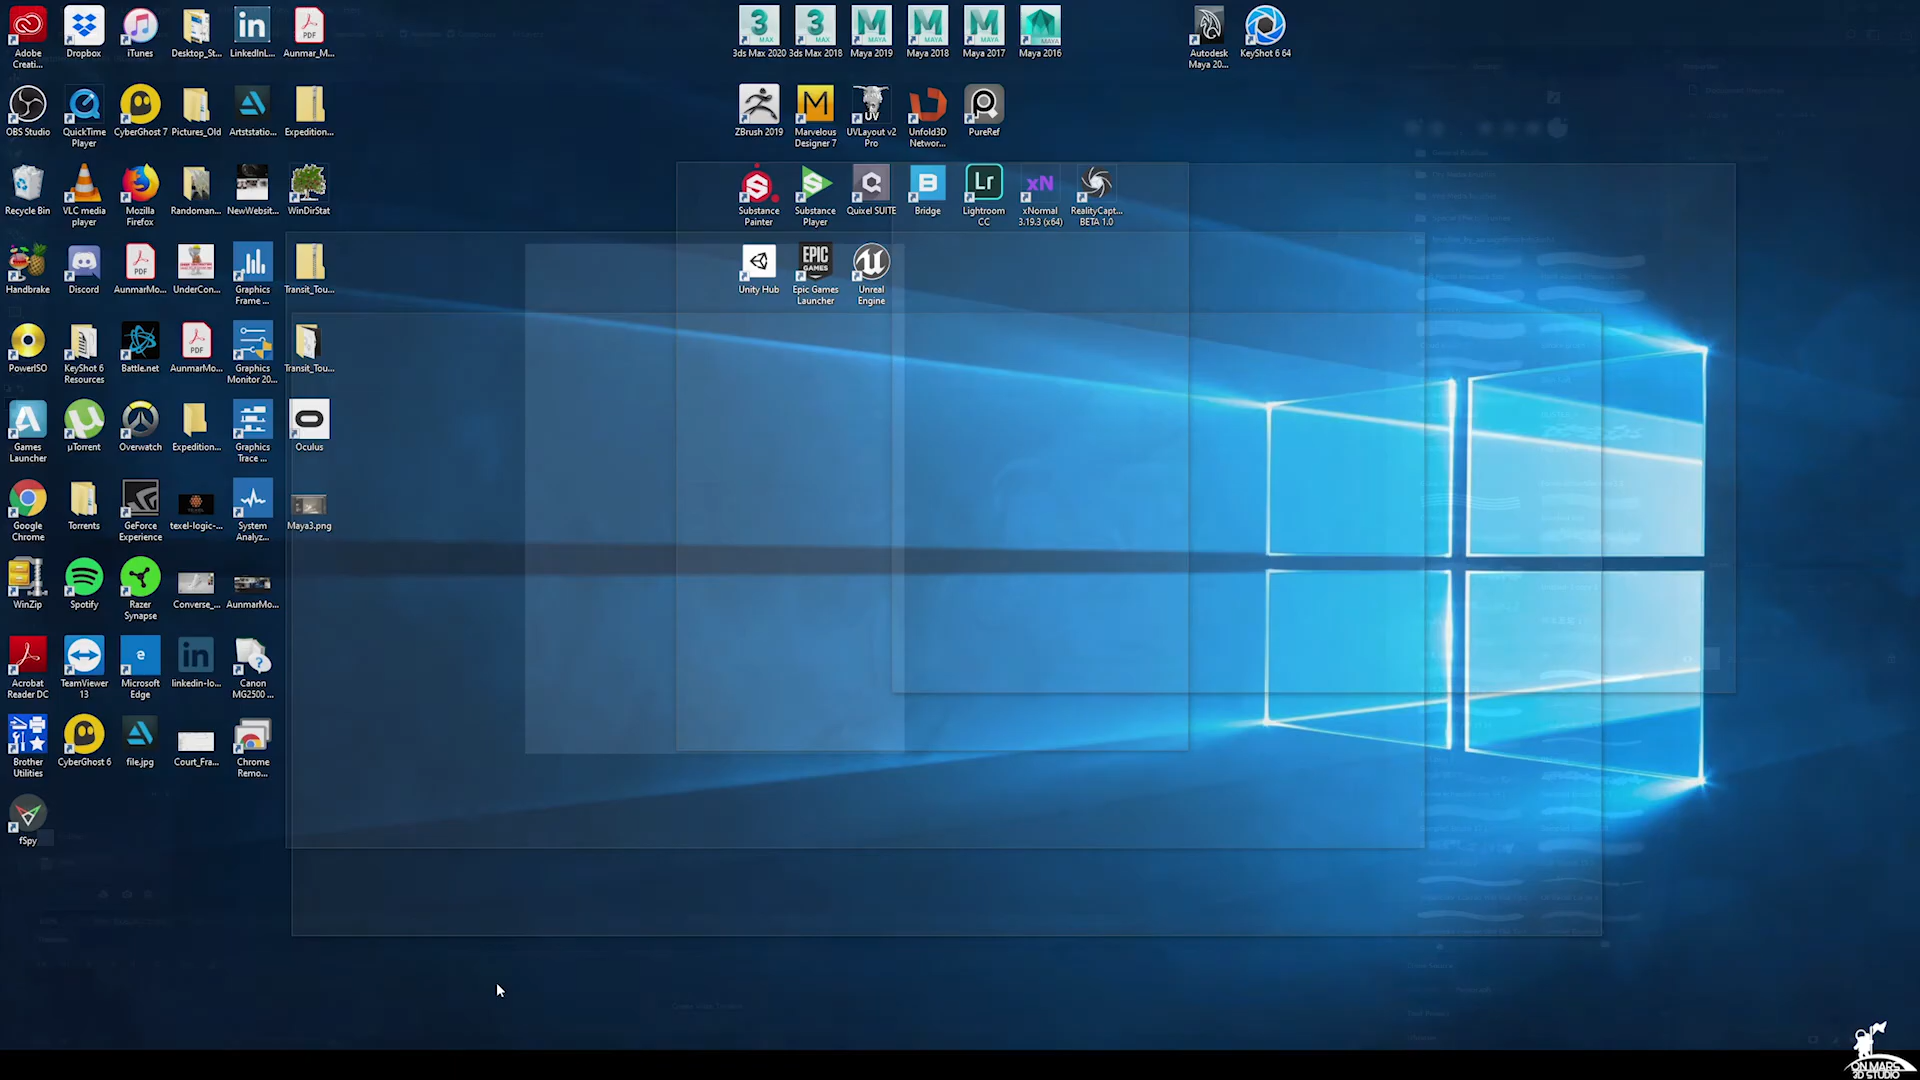 Adobe
Creati...
Dropbox
iTunes
Desktop_St...
LinkedInL...
Aunmar_M...
3ds Max 2020
3ds Max 2018
Maya 2019
Maya 2018
Maya 2017
Maya 2016
Autodesk
Maya 20...
KeyShot 6 64
OBS Studio
QuickTime
Player
CyberGhost 7
Pictures_Old
Artstatio...
Expedition...
ZBrush 2019
Marvelous
Designer 7
UVLayout v2
Pro
Unfold3D
Networ...
PureRef
Recycle Bin
VLC media
player
Mozilla
Firefox
Randoman...
NewWebsit...
WinDirStat
Substance
Painter
Substance
Player
Quixel SUITE
Bridge
Lightroom
CC
xNormal
3.19.3 (x64)
RealityCapt...
BETA 1.0
Handbrake
Discord
AunmarMo...
UnderCon...
Graphics
Frame ...
Transit_Tou...
Unity Hub
Epic Games
Launcher
Unreal
Engine
PowerISO
KeyShot 6
Resources
Battle.net
AunmarMo...
Graphics
Monitor 20...
Transit_Tou...
Games
Launcher
µTorrent
Overwatch
Expedition...
Graphics
Trace ...
Oculus
Google
Chrome
Torrents
GeForce
Experience
texel-logic-...
System
Analyz...
Maya3.png
WinZip
Spotify
Razer
Synapse
Converse_...
AunmarMo...
Acrobat
Reader DC
TeamViewer
13
Microsoft
Edge
linkedin-lo...
Canon
MG2500 ...
Brother
Utilities
CyberGhost 6
file.jpg
Court_Fra...
Chrome
Remo...
fSpy
ON MARS
3D STUDIO